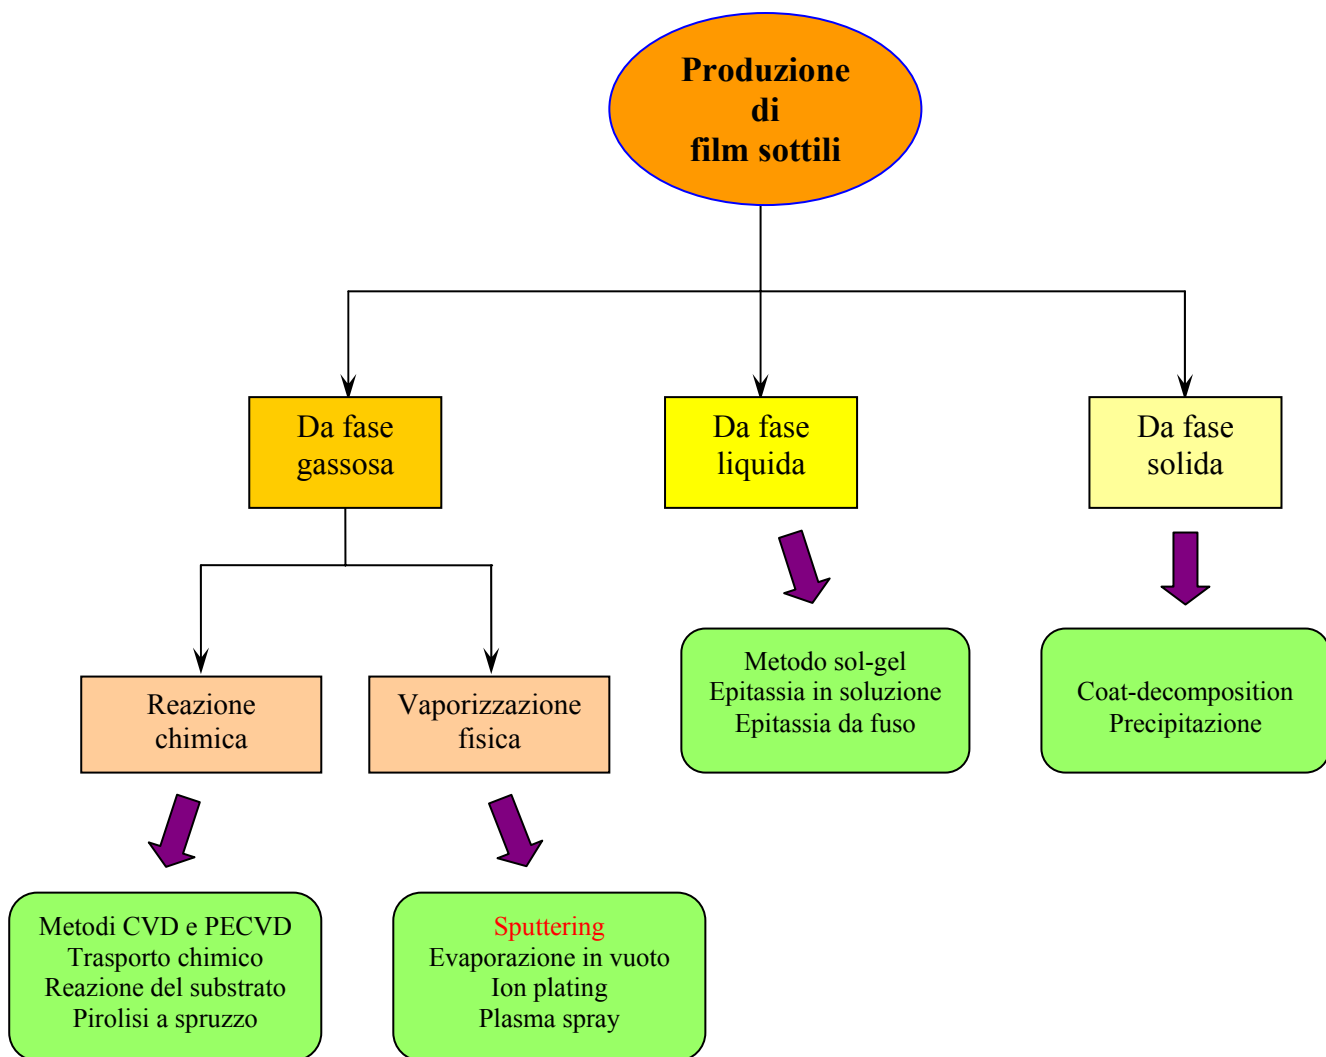 Produzione
di
film sottili
Da fase
gassosa
Da fase
liquida
Da fase
solida
Reazione
chimica
Vaporizzazione
fisica
Metodo sol-gel
Epitassia in soluzione
Epitassia da fuso
Coat-decomposition
Precipitazione
Metodi CVD e PECVD
Trasporto chimico
Reazione del substrato
Pirolisi a spruzzo
Sputtering
Evaporazione in vuoto
Ion plating
Plasma spray